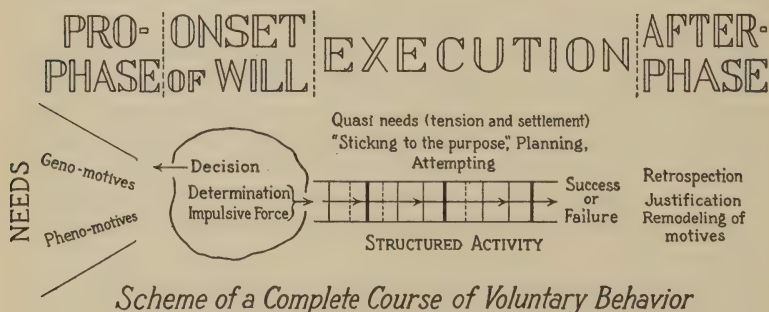 PRO-
PHASE
ONSET
OF WILL
EXECUTION
AFTER-
PHASE
NEEDS
Geno-motives
Pheno-motives
Decision
Determination
Impulsive Force
Quasi needs (tension and settlement)
"Sticking to the purpose," Planning,
Attempting
STRUCTURED ACTIVITY
Success
or
Failure
Retrospection
Justification
Remodeling of
motives
Scheme of a Complete Course of Voluntary Behavior